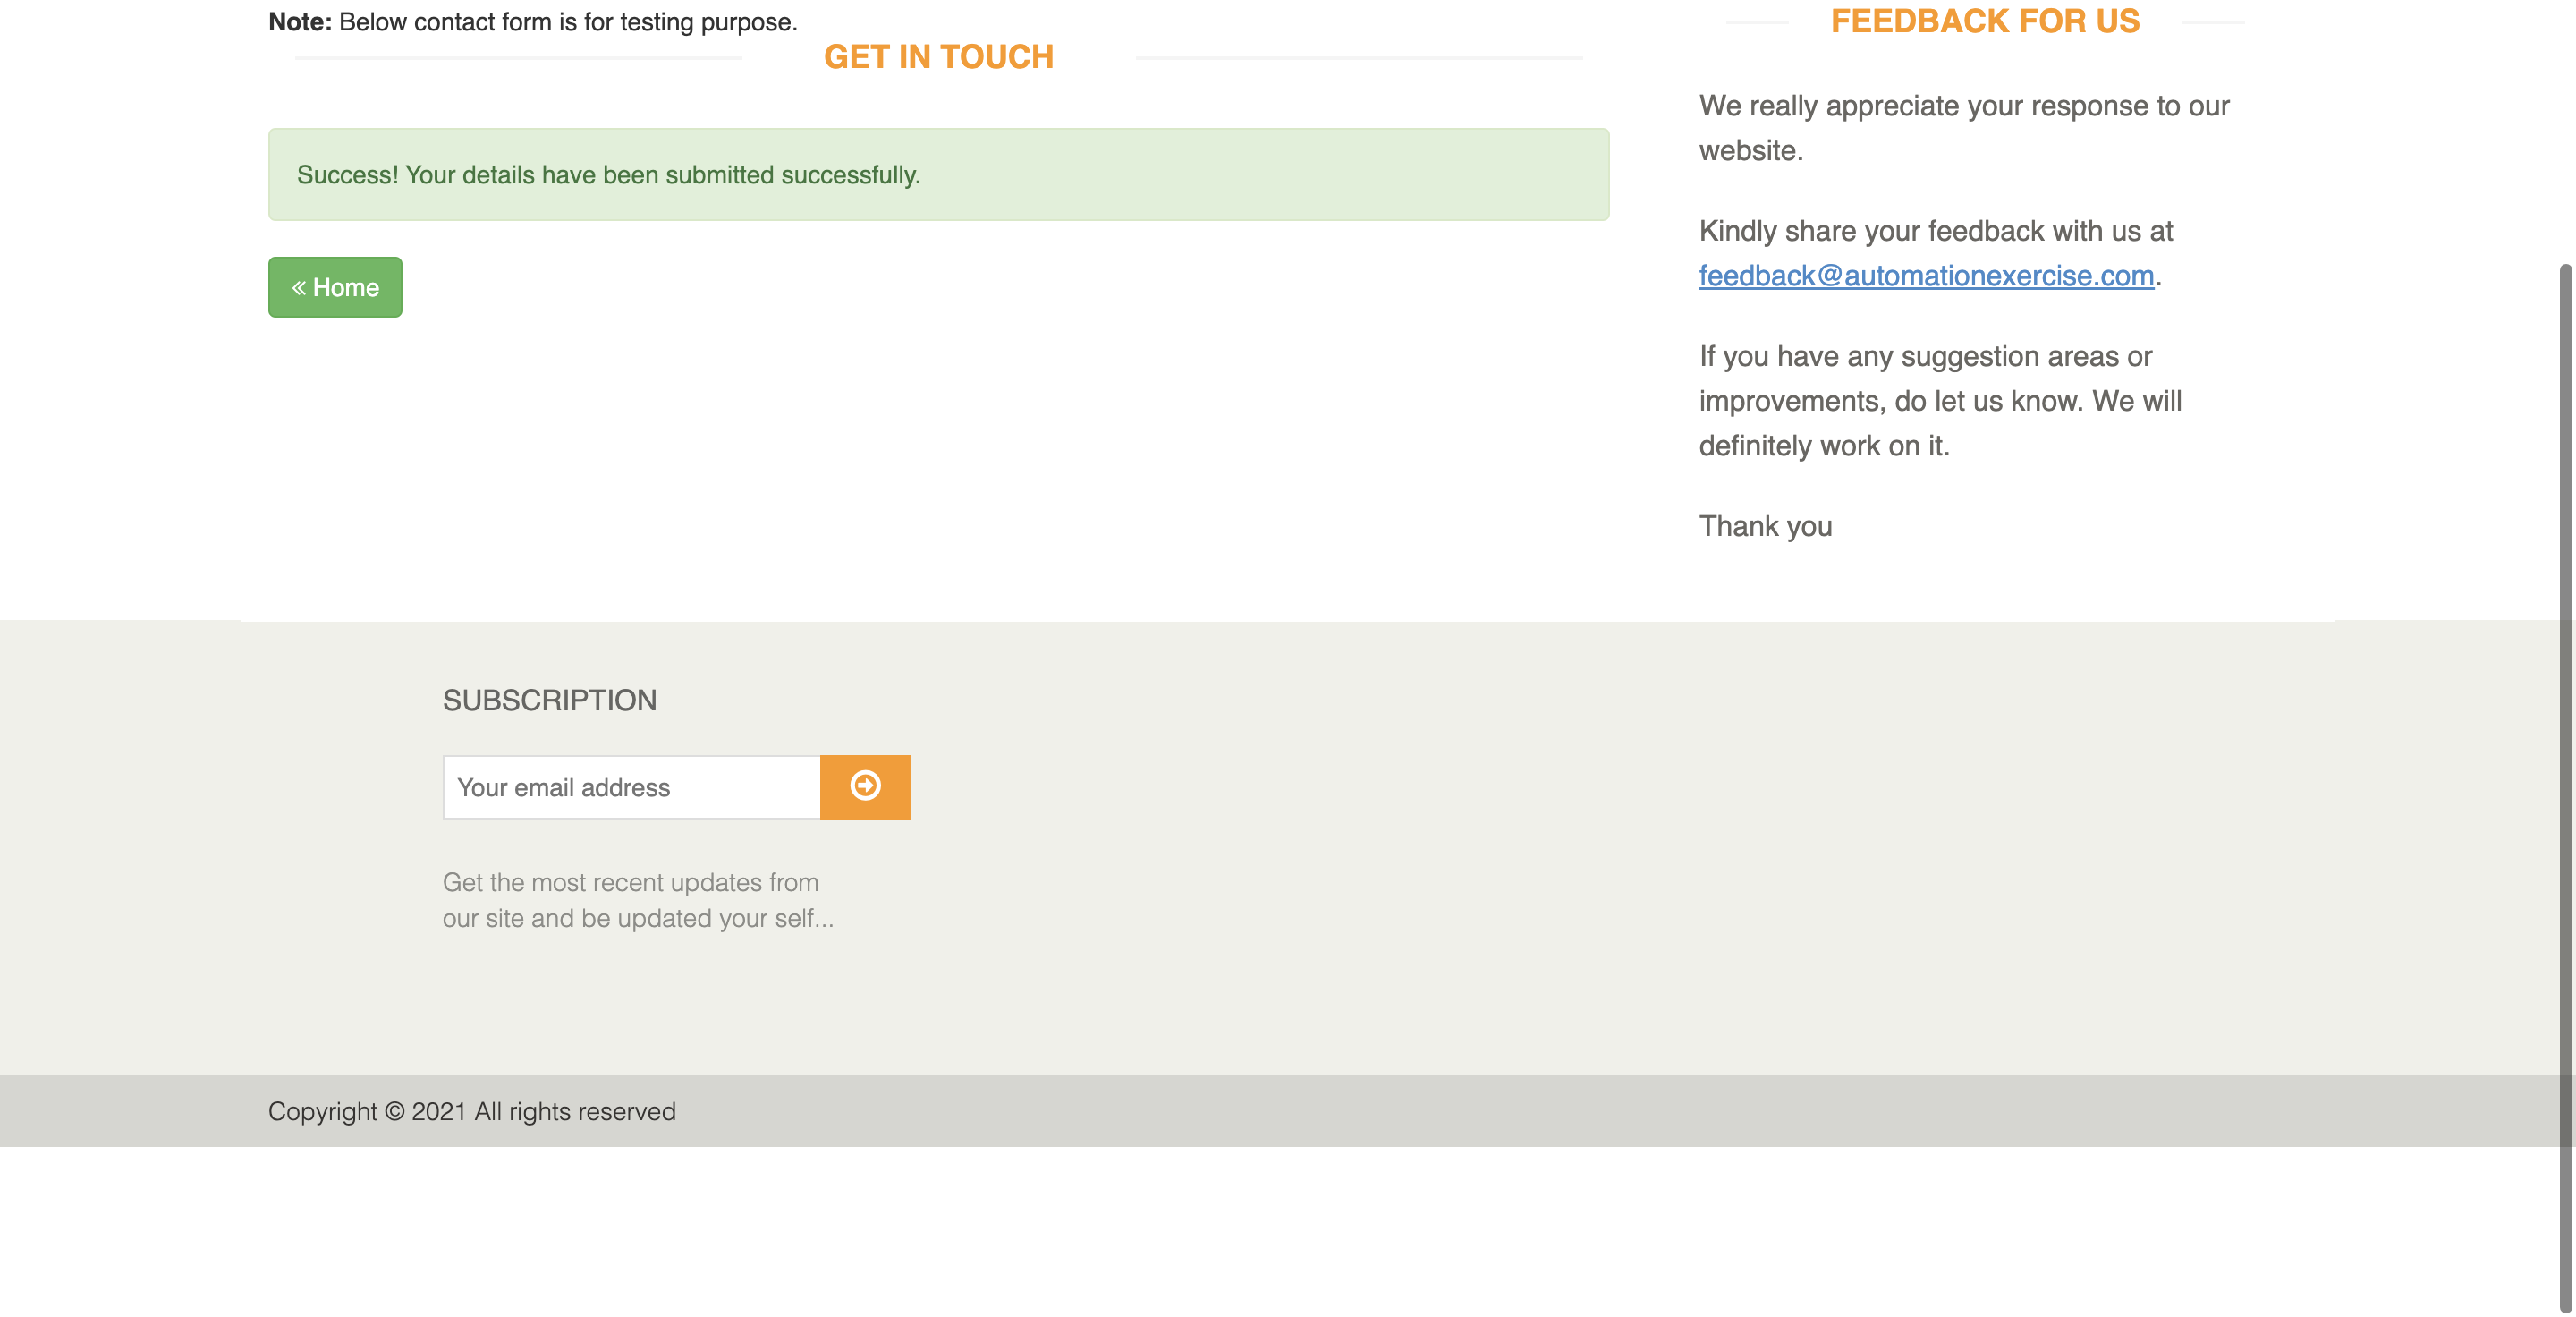 Note: Below contact form is for testing purpose.
GET IN TOUCH
Success! Your details have been submitted successfully.
« Home
FEEDBACK FOR US
We really appreciate your response to our
website.
Kindly share your feedback with us at
feedback@automationexercise.com.
If you have any suggestion areas or
improvements, do let us know. We will
definitely work on it.
Thank you
SUBSCRIPTION
Your email address
Get the most recent updates from
our site and be updated your self...
Copyright © 2021 All rights reserved